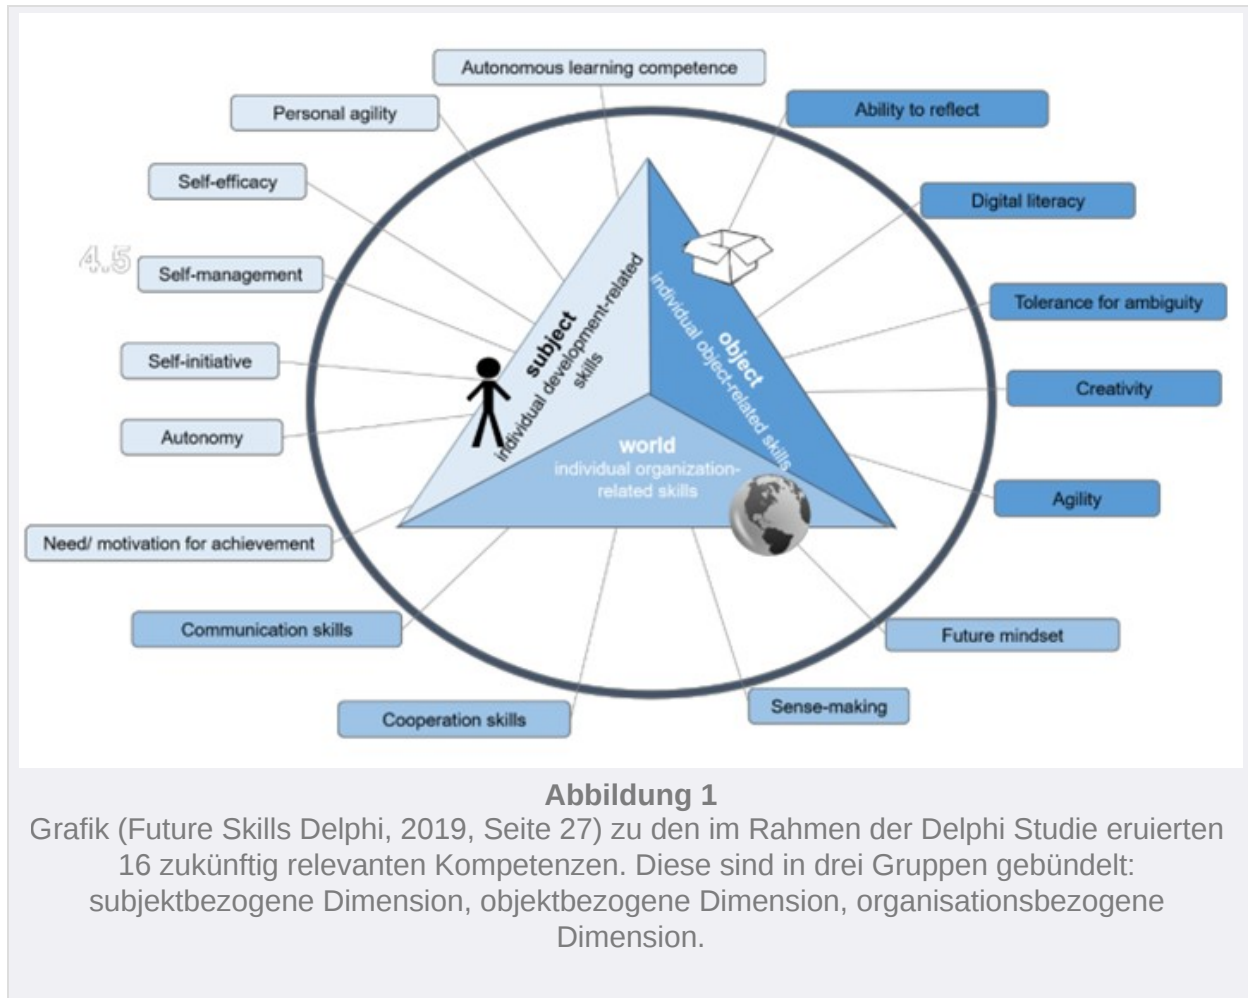 Autonomous learning competence
Personal agility
Ability to reflect
Self-efficacy
Digital literacy
4.5
Self-management
Tolerance for ambiguity
Self-initiative
Creativity
Autonomy
Agility
Need/ motivation for achievement
Communication skills
Future mindset
Cooperation skills
Sense-making
subject
individual development-related
skills
object
individual object-related skills
world
individual organization-
related skills
Abbildung 1
Grafik (Future Skills Delphi, 2019, Seite 27) zu den im Rahmen der Delphi Studie eruierten
16 zukünftig relevanten Kompetenzen. Diese sind in drei Gruppen gebündelt:
subjektbezogene Dimension, objektbezogene Dimension, organisationsbezogene
Dimension.